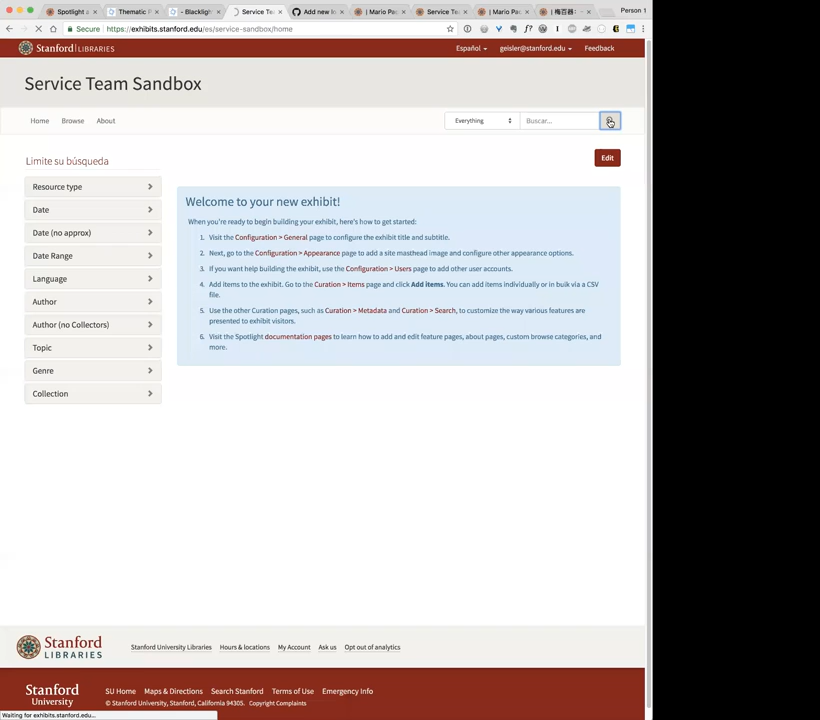 Spotlight a
Thematic P
- Blacklight
Service Tea
Add new In
| Mario Pac
Service Tea
| Mario Pac
| 梅百器：
Person 1
Secure
https://exhibits.stanford.edu/es/service-sandbox/home
Stanford LIBRARIES
Español
geisler@stanford.edu
Feedback
Service Team Sandbox
Home
Browse
About
Everything
Buscar...
Limite su búsqueda
Edit
Resource type
Date
Date (no approx)
Date Range
Language
Author
Author (no Collectors)
Topic
Genre
Collection
Welcome to your new exhibit!
When you're ready to begin building your exhibit, here's how to get started:
1. Visit the Configuration > General page to configure the exhibit title and subtitle.
2. Next, go to the Configuration > Appearance page to add a site masthead image and configure other appearance options.
3. If you want help building the exhibit, use the Configuration > Users page to add other user accounts.
4. Add items to the exhibit. Go to the Curation > Items page and click Add items. You can add items individually or in bulk via a CSV
file.
5. Use the other Curation pages, such as Curation > Metadata and Curation > Search, to customize the way various features are
presented to exhibit visitors.
6. Visit the Spotlight documentation pages to learn how to add and edit feature pages, about pages, custom browse categories, and
more.
Stanford
LIBRARIES
Stanford University Libraries
Hours & locations
My Account
Ask us
Opt out of analytics
Stanford
University
SU Home
Maps & Directions
Search Stanford
Terms of Use
Emergency Info
© Stanford University, Stanford, California 94305. Copyright Complaints
Waiting for exhibits.stanford.edu...